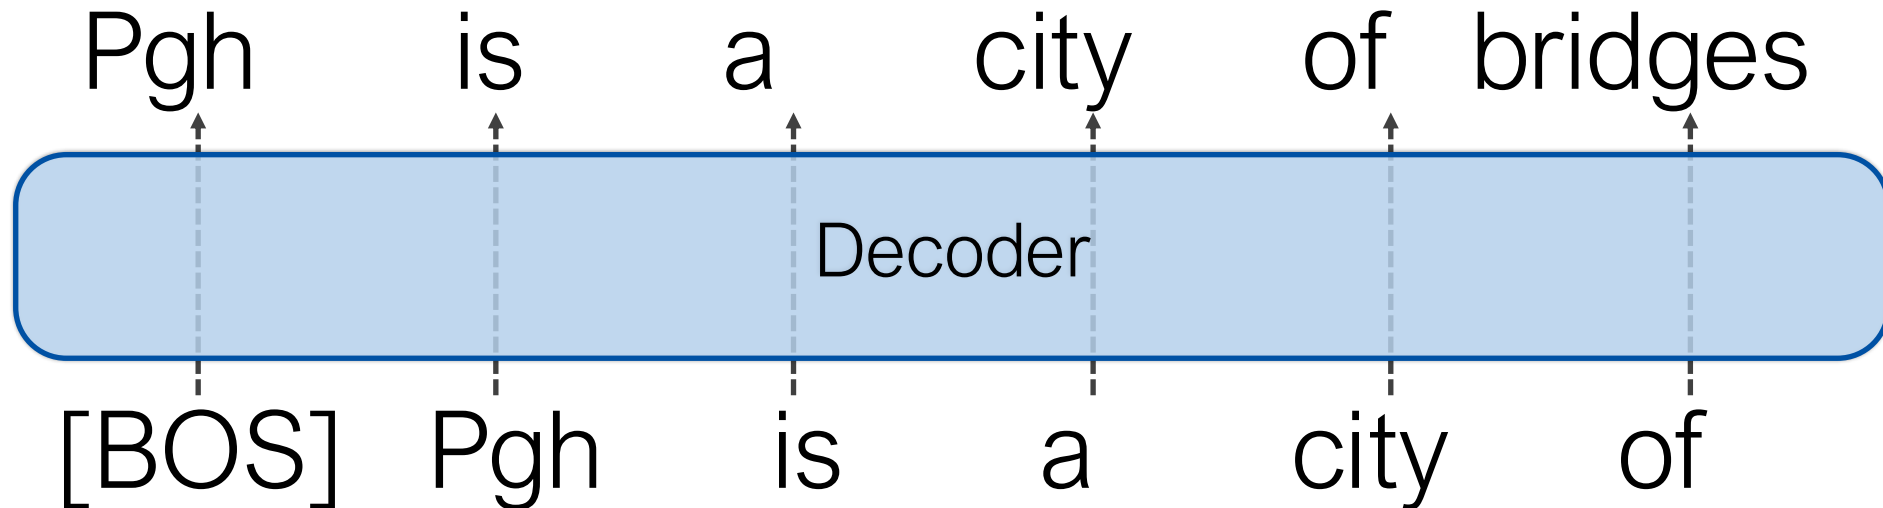 Pgh is a city of bridges
Decoder
[BOS] Pgh is a city of